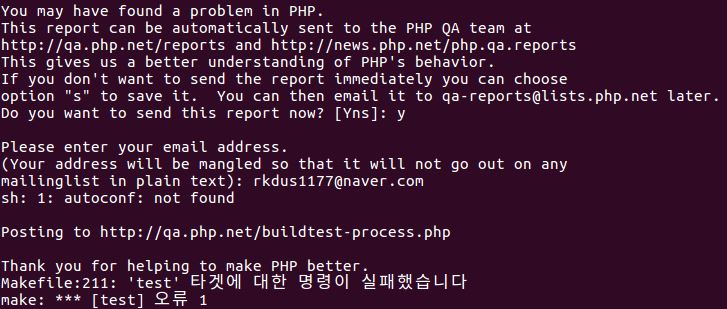 You may have found a problem in PHP.
This report can be automatically sent to the PHP QA team at
http://qa.php.net/reports and http://news.php.net/php.qa.reports
This gives us a better understanding of PHP's behavior.
If you don't want to send the report immediately you can choose
option "s" to save it.  You can then email it to qa-reports@lists.php.net later.
Do you want to send this report now? [Yns]: y
Please enter your email address.
(Your address will be mangled so that it will not go out on any
mailinglist in plain text): rkdus1177@naver.com
sh: 1: autoconf: not found
Posting to http://qa.php.net/buildtest-process.php
Thank you for helping to make PHP better.
Makefile:211: 'test' 타겟에 대한 명령이 실패했습니다
make: *** [test] 오류 1